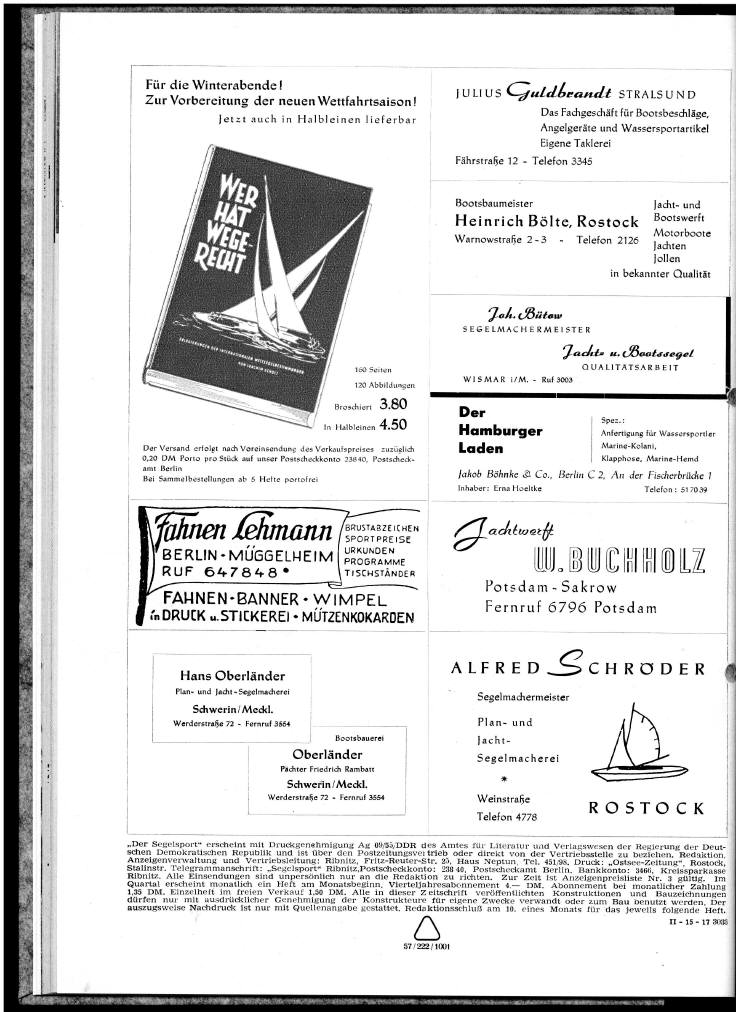 Für die Winterabende!
Zur Vorbereitung der neuen Wettfahrtsaison!
Jetzt auch in Halbleinen lieferbar
WER
HAT
WEGE-
RECHT
ERLÄUTERUNGEN DER INTERNATIONALEN WETTSEGELBESTIMMUNGEN
VON JOACHIM SCHULT
160 Seiten
120 Abbildungen
Broschiert 3.80
In Halbleinen 4.50
Der Versand erfolgt nach Voreinsendung des Verkaufspreises zuzüglich
0,20 DM Porto pro Stück auf unser Postscheckkonto 23840, Postscheck-
amt Berlin
Bei Sammelbestellungen ab 5 Hefte portofrei
Fahnen Lehmann
BERLIN • MÜGGELHEIM
RUF 647848 •
BRUSTABZEICHEN
SPORTPREISE
URKUNDEN
PROGRAMME
TISCHSTÄNDER
FAHNEN • BANNER • WIMPEL
in DRUCK u. STICKEREI • MÜTZENKOKARDEN
Hans Oberländer
Plan- und Jacht-Segelmacherei
Schwerin/Meckl.
Werderstraße 72 - Fernruf 3554
Bootsbauerei
Oberländer
Pächter Friedrich Rambatt
Schwerin/Meckl.
Werderstraße 72 - Fernruf 3554
JULIUS Guldbrandt STRALSUND
Das Fachgeschäft für Bootsbeschläge,
Angelgeräte und Wassersportartikel
Eigene Taklerei
Fährstraße 12 - Telefon 3345
Bootsbaumeister
Heinrich Bölte, Rostock
Warnowstraße 2-3 - Telefon 2126
Jacht- und
Bootswerft
Motorboote
Jachten
Jollen
in bekannter Qualität
Joh. Bütow
SEGELMACHERMEISTER
Jacht- u. Bootssegel
QUALITÄTSARBEIT
WISMAR i/M. - Ruf 3003
Der
Hamburger
Laden
Spez.:
Anfertigung für Wassersportler
Marine-Kolani,
Klapphose, Marine-Hemd
Jakob Böhnke & Co., Berlin C 2, An der Fischerbrücke 1
Inhaber: Erna Hoeltke Telefon: 517039
Jachtwerft
W. BUCHHOLZ
Potsdam-Sakrow
Fernruf 6796 Potsdam
ALFRED SCHRÖDER
Segelmachermeister
Plan- und
Jacht-
Segelmacherei
*
Weinstraße
Telefon 4778
ROSTOCK
„Der Segelsport“ erscheint mit Druckgenehmigung Ag 09/55/DDR des Amtes für Literatur und Verlagswesen der Regierung der Deut-
schen Demokratischen Republik und ist über den Postzeitungsvertrieb oder direkt von der Vertriebsstelle zu beziehen. Redaktion,
Anzeigenverwaltung und Vertriebsleitung: Ribnitz, Fritz-Reuter-Str. 25, Haus Neptun, Tel. 451/98. Druck: „Ostsee-Zeitung“, Rostock,
Stalinstr. Telegrammanschrift: „Segelsport“ Ribnitz,Postscheckkonto: 238 40, Postscheckamt Berlin, Bankkonto: 3466, Kreissparkasse
Ribnitz. Alle Einsendungen sind unpersönlich nur an die Redaktion zu richten. Zur Zeit ist Anzeigenpreisliste Nr. 3 gültig. Im
Quartal erscheint monatlich ein Heft am Monatsbeginn, Vierteljahresabonnement 4.— DM. Abonnement bei monatlicher Zahlung
1,35 DM. Einzelheft im freien Verkauf 1,50 DM. Alle in dieser Zeitschrift veröffentlichten Konstruktionen und Bauzeichnungen
dürfen nur mit ausdrücklicher Genehmigung der Konstrukteure für eigene Zwecke verwandt oder zum Bau benutzt werden. Der
auszugsweise Nachdruck ist nur mit Quellenangabe gestattet. Redaktionsschluß am 10. eines Monats für das jeweils folgende Heft.
II - 15 - 17 3033
57/222/1001